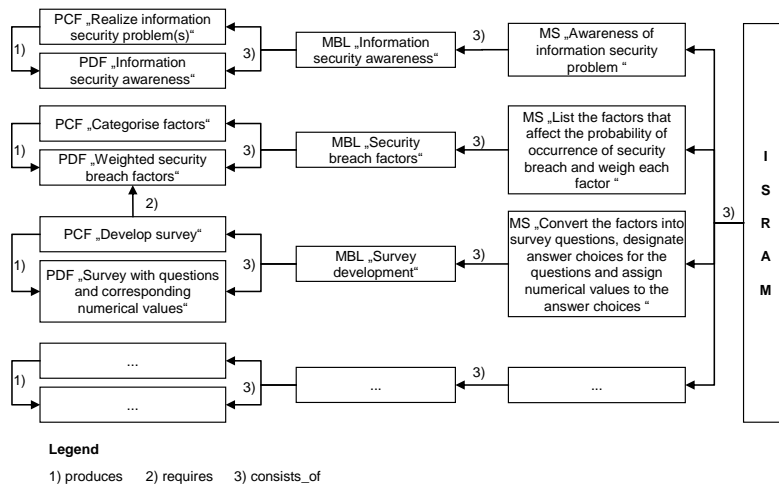 PCF „Realize information
security problem(s)“
1)
PDF „Information
security awareness“
3)
MBL „Information
security awareness“
3)
MS „Awareness of
information security
problem “
PCF „Categorise factors“
1)
PDF „Weighted security
breach factors“
3)
MBL „Security
breach factors“
3)
MS „List the factors that
affect the probability of
occurrence of security
breach and weigh each
factor “
2)
PCF „Develop survey“
1)
PDF „Survey with questions
and corresponding
numerical values“
3)
MBL „Survey
development“
3)
MS „Convert the factors into
survey questions, designate
answer choices for the
questions and assign
numerical values to the
answer choices “
...
1)
...
3)
...
3)
...
3)
I
S
R
A
M
Legend
1) produces 2) requires 3) consists_of